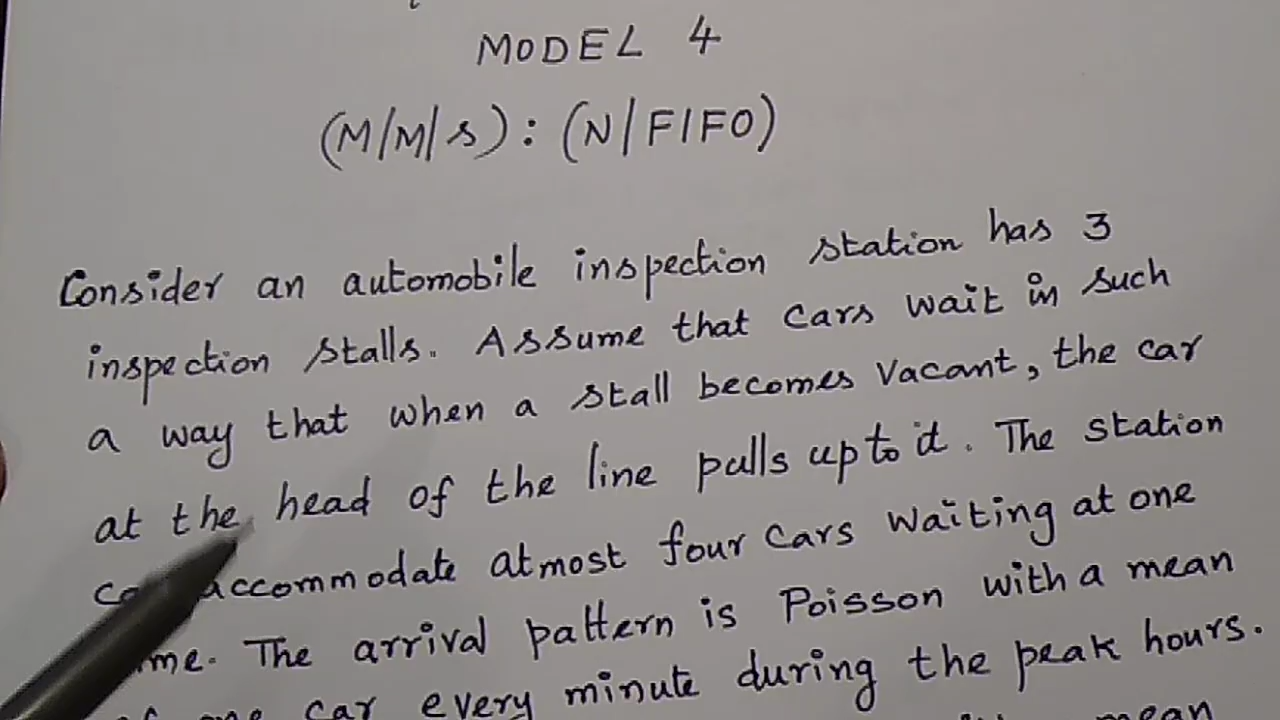 MODEL 4
(M/M/s) : (N/FIFO)
Consider an automobile inspection station has 3
inspection stalls. Assume that cars wait in such
a way that when a stall becomes vacant, the car
at the head of the line pulls up to it. The station
accommodate atmost four cars waiting at one
The arrival pattern is Poisson with a mean
one car every minute during the peak hours.
mean